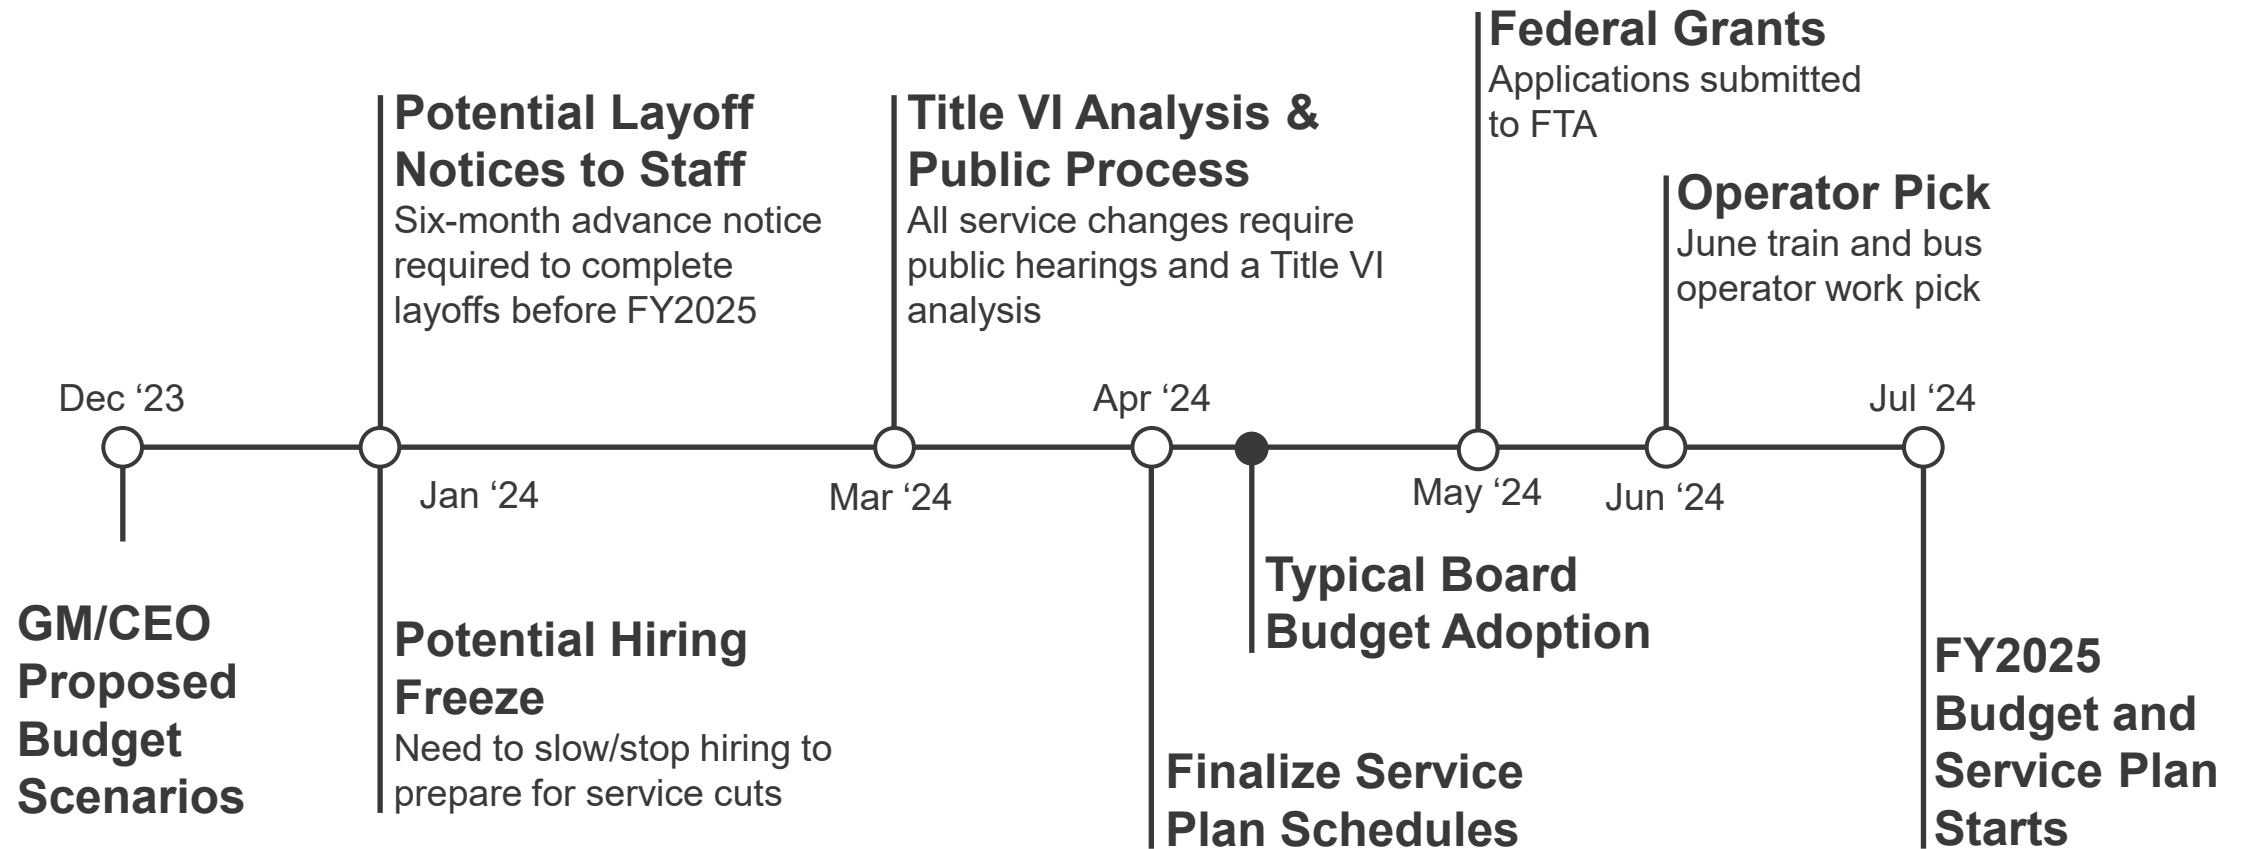 Federal Grants
Applications submitted
to FTA
Potential Layoff
Notices to Staff
Six-month advance notice
required to complete
layoffs before FY2025
Title VI Analysis &
Public Process
All service changes require
public hearings and a Title VI
analysis
Operator Pick
June train and bus
operator work pick
Dec ‘23
Apr ‘24
Jul ‘24
Jan ‘24
Mar ‘24
May ‘24
Jun ‘24
GM/CEO
Proposed
Budget
Scenarios
Potential Hiring
Freeze
Need to slow/stop hiring to
prepare for service cuts
Typical Board
Budget Adoption
Finalize Service
Plan Schedules
FY2025
Budget and
Service Plan
Starts